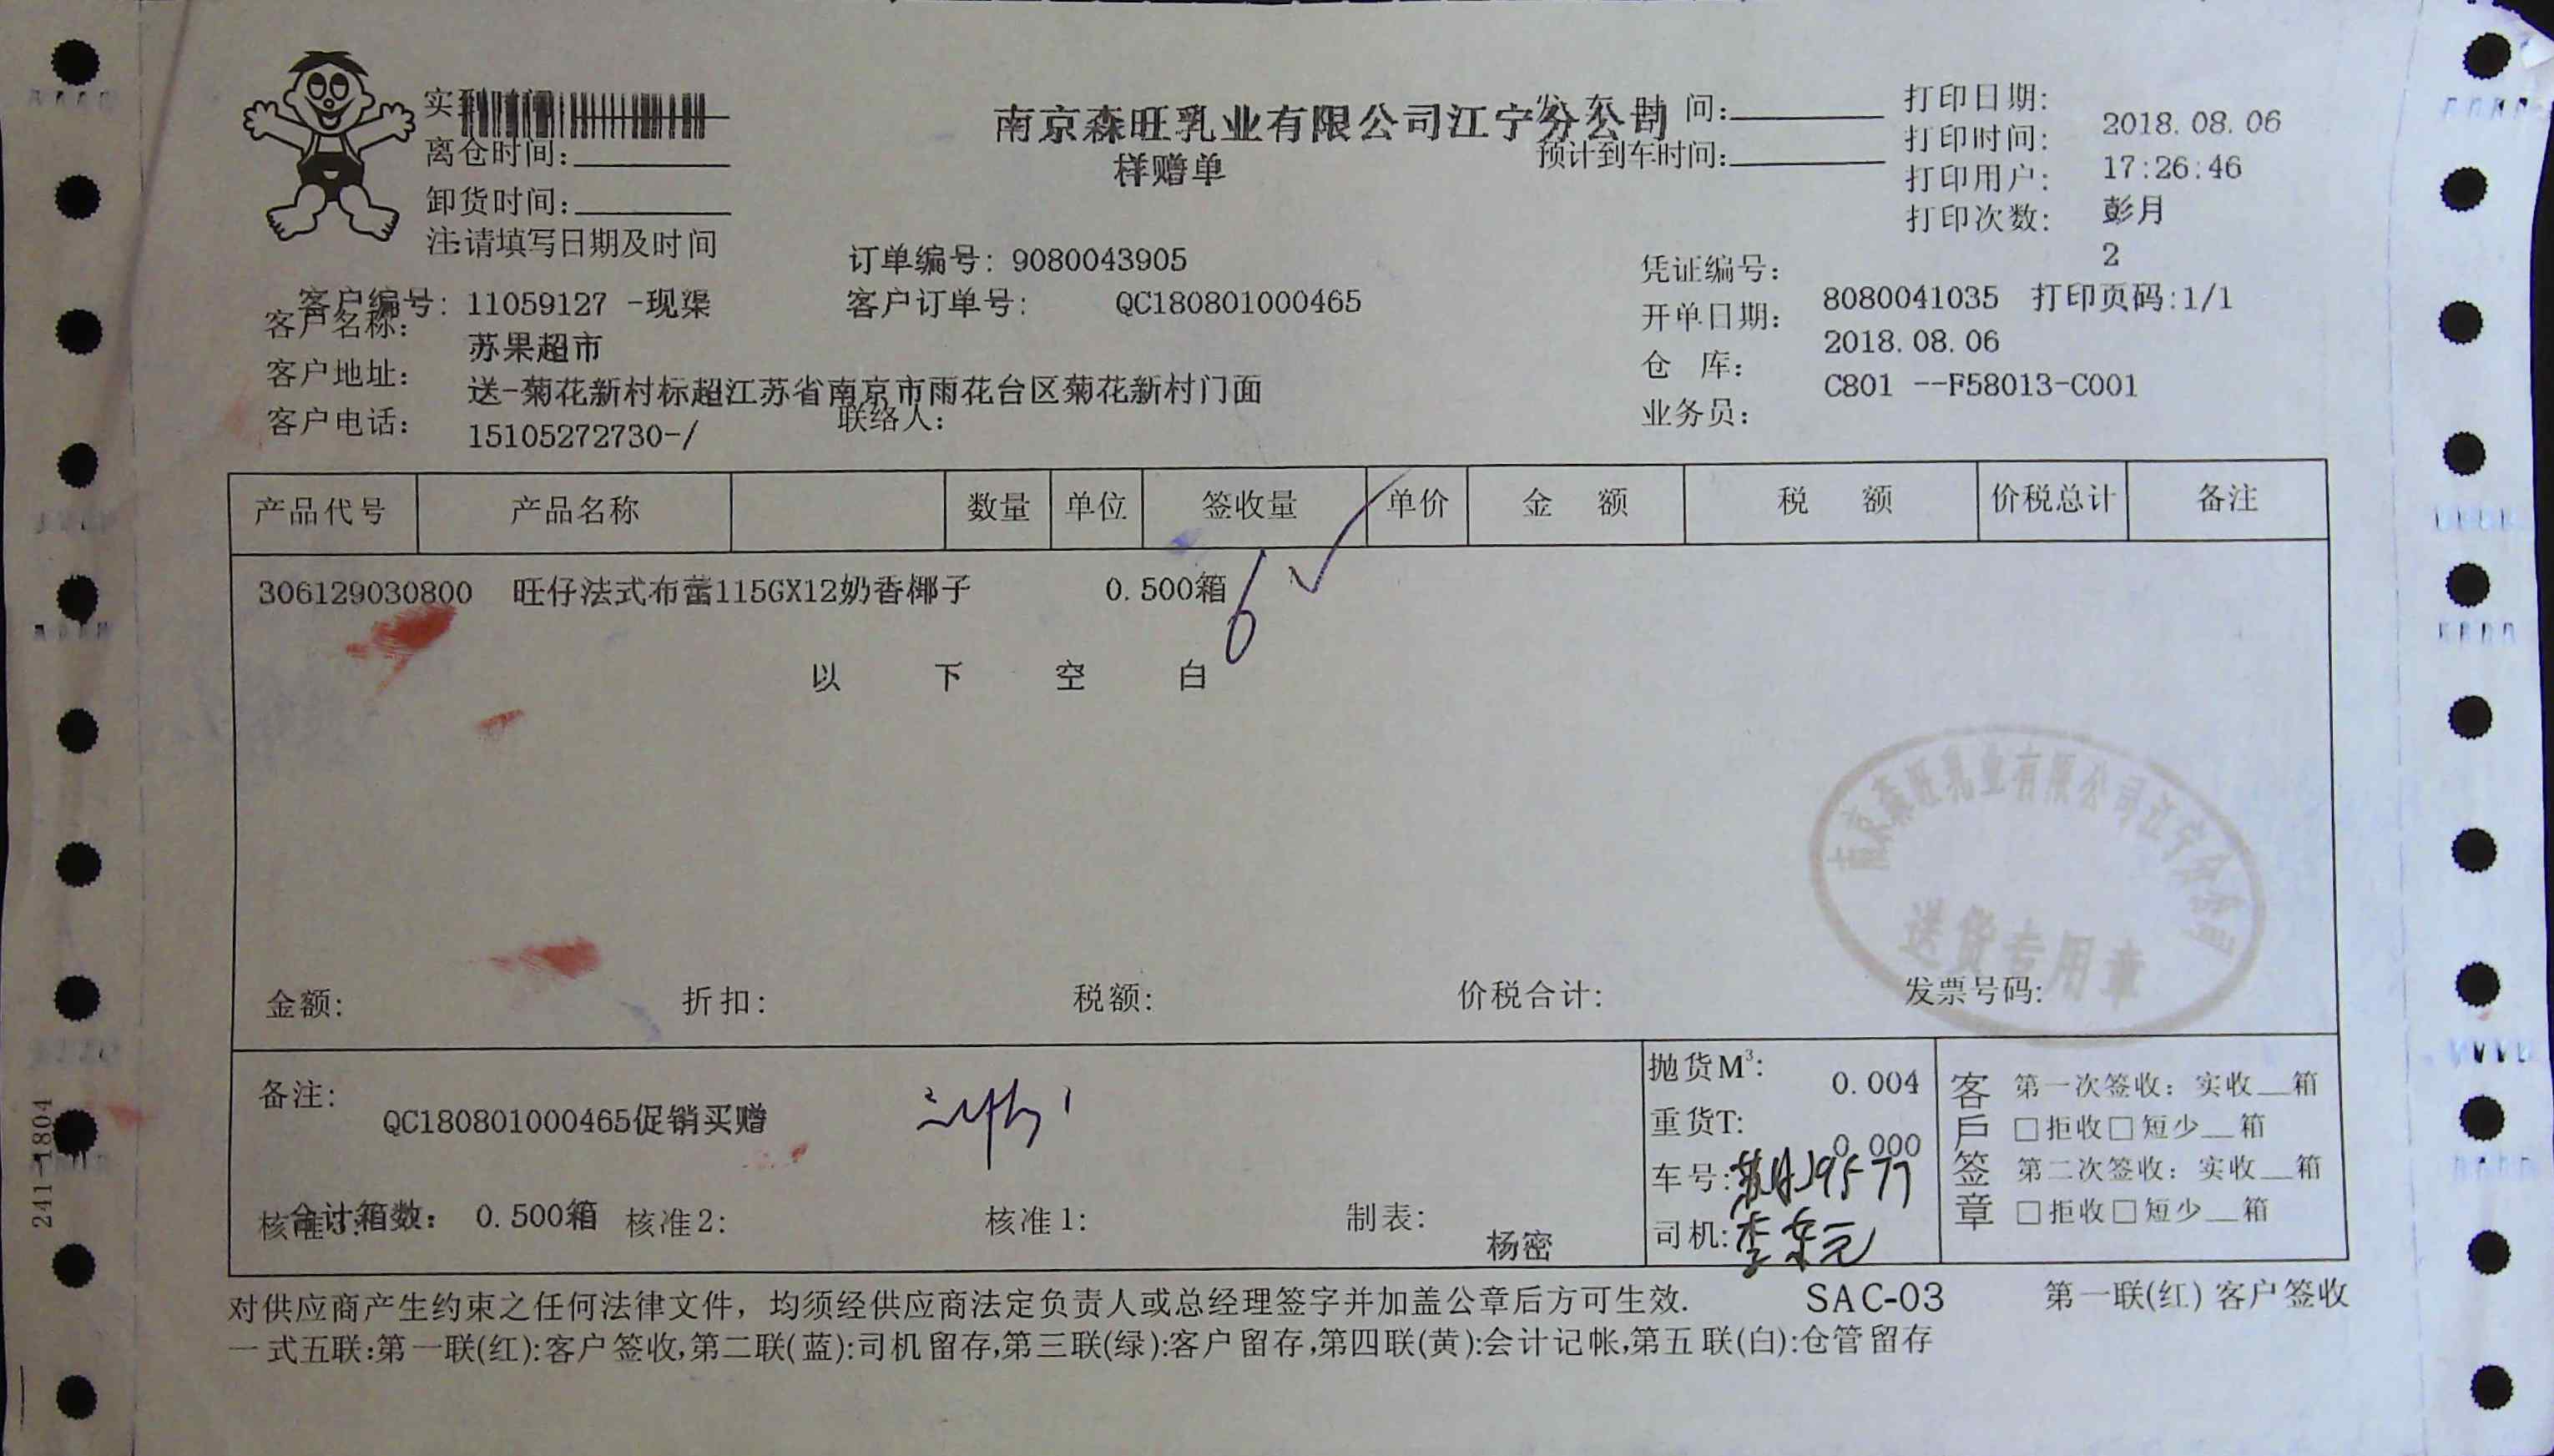 南京森旺乳业有限公司江宁分公司
样赠单
离仓时间:
卸货时间:
注:请填写日期及时间
发车时间:
预计到车时间:
打印日期: 2018.08.06
打印时间: 17:26:46
打印用户: 彭月
打印次数: 2
订单编号: 9080043905
凭证编号: 8080041035 打印页码:1/1
客户编号: 11059127 -现渠
客户订单号: QC180801000465
开单日期: 2018.08.06
客户名称: 苏果超市
仓 库: C801 --F58013-C001
客户地址: 送-菊花新村标超江苏省南京市雨花台区菊花新村门面
业务员:
客户电话: 15105272730-/
联络人:
产品代号 产品名称 数量 单位 签收量 单价 金 额 税 额 价税总计 备注
306129030800 旺仔法式布蕾115GX12奶香椰子 0.500箱 6
以 下 空 白
南京森旺乳业有限公司江宁分公司
送货专用章
金额: 折扣: 税额: 价税合计: 发票号码:
备注: QC180801000465促销买赠
抛货M³: 0.004
重货T: 0.000
车号:
司机:
合计箱数: 0.500箱 核准2: 核准1: 制表: 杨密
客戶签章
第一次签收: 实收__箱
□拒收□短少__箱
第二次签收: 实收__箱
□拒收□短少__箱
对供应商产生约束之任何法律文件, 均须经供应商法定负责人或总经理签字并加盖公章后方可生效. SAC-03 第一联(红) 客户签收
一式五联:第一联(红):客户签收,第二联(蓝):司机留存,第三联(绿):客户留存,第四联(黄):会计记帐,第五联(白):仓管留存
241-1804